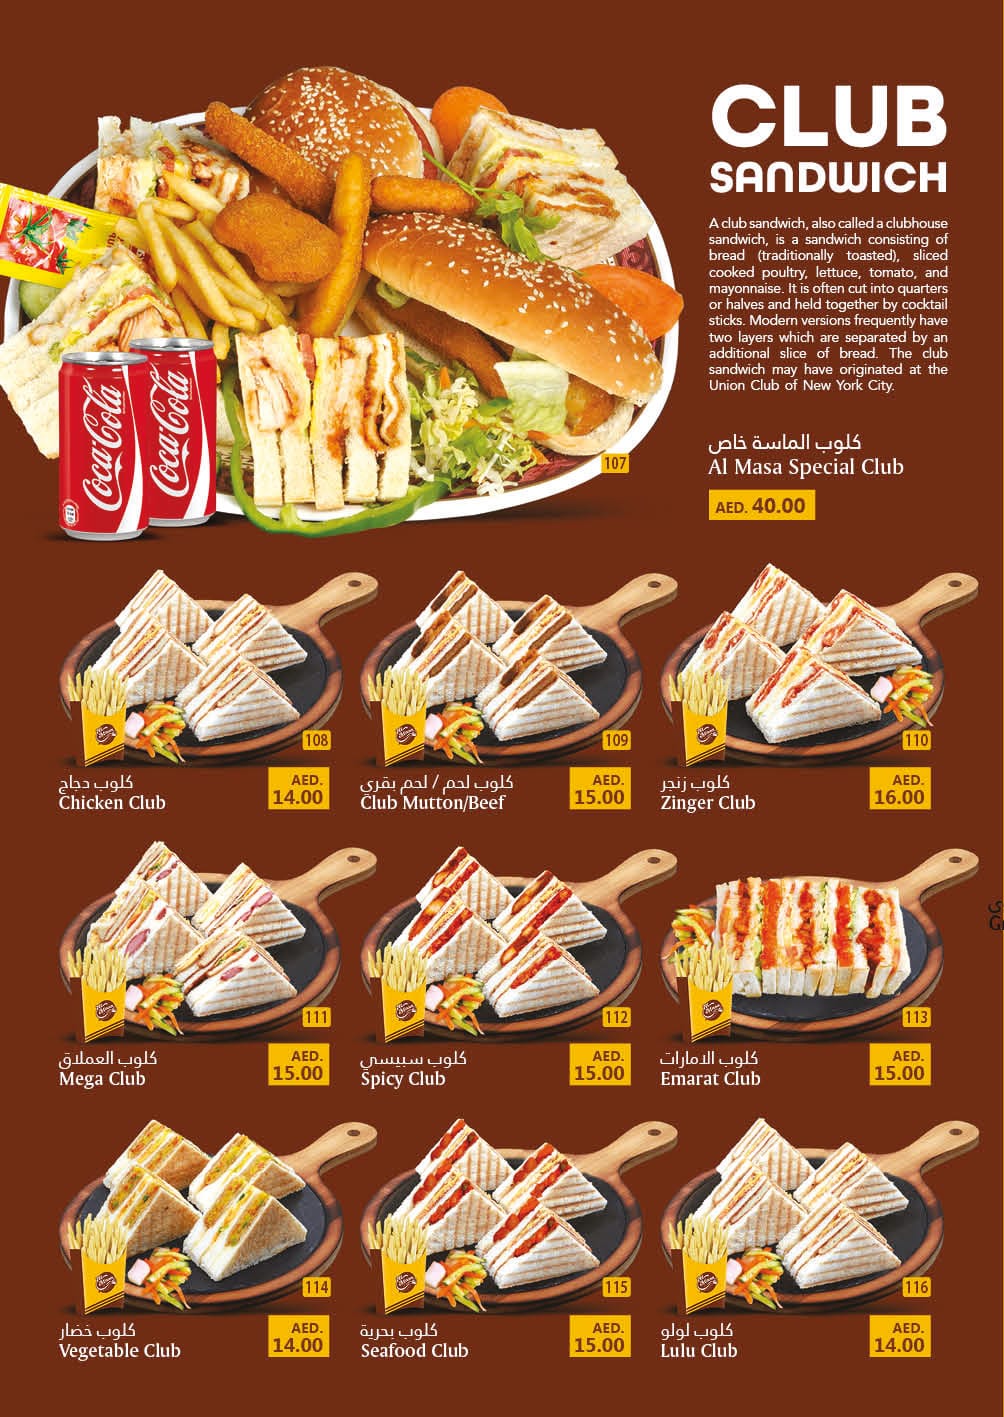 CLUB
SANDWICH
A club sandwich, also called a clubhouse
sandwich, is a sandwich consisting of
bread (traditionally toasted), sliced
cooked poultry, lettuce, tomato, and
mayonnaise. It is often cut into quarters
or halves and held together by cocktail
sticks. Modern versions frequently have
two layers which are separated by an
additional slice of bread. The club
sandwich may have originated at the
Union Club of New York City.
Coca-Cola
Coca-Cola
107
كلوب الماسة خاص
Al Masa Special Club
AED. 40.00
108
كلوب دجاج
Chicken Club
AED.
14.00
109
كلوب لحم / لحم بقري
Club Mutton/Beef
AED.
15.00
110
كلوب زنجر
Zinger Club
AED.
16.00
111
كلوب العملاق
Mega Club
AED.
15.00
112
كلوب سبيسي
Spicy Club
AED.
15.00
113
كلوب الامارات
Emarat Club
AED.
15.00
114
كلوب خضار
Vegetable Club
AED.
14.00
115
كلوب بحرية
Seafood Club
AED.
15.00
116
كلوب لولو
Lulu Club
AED.
14.00